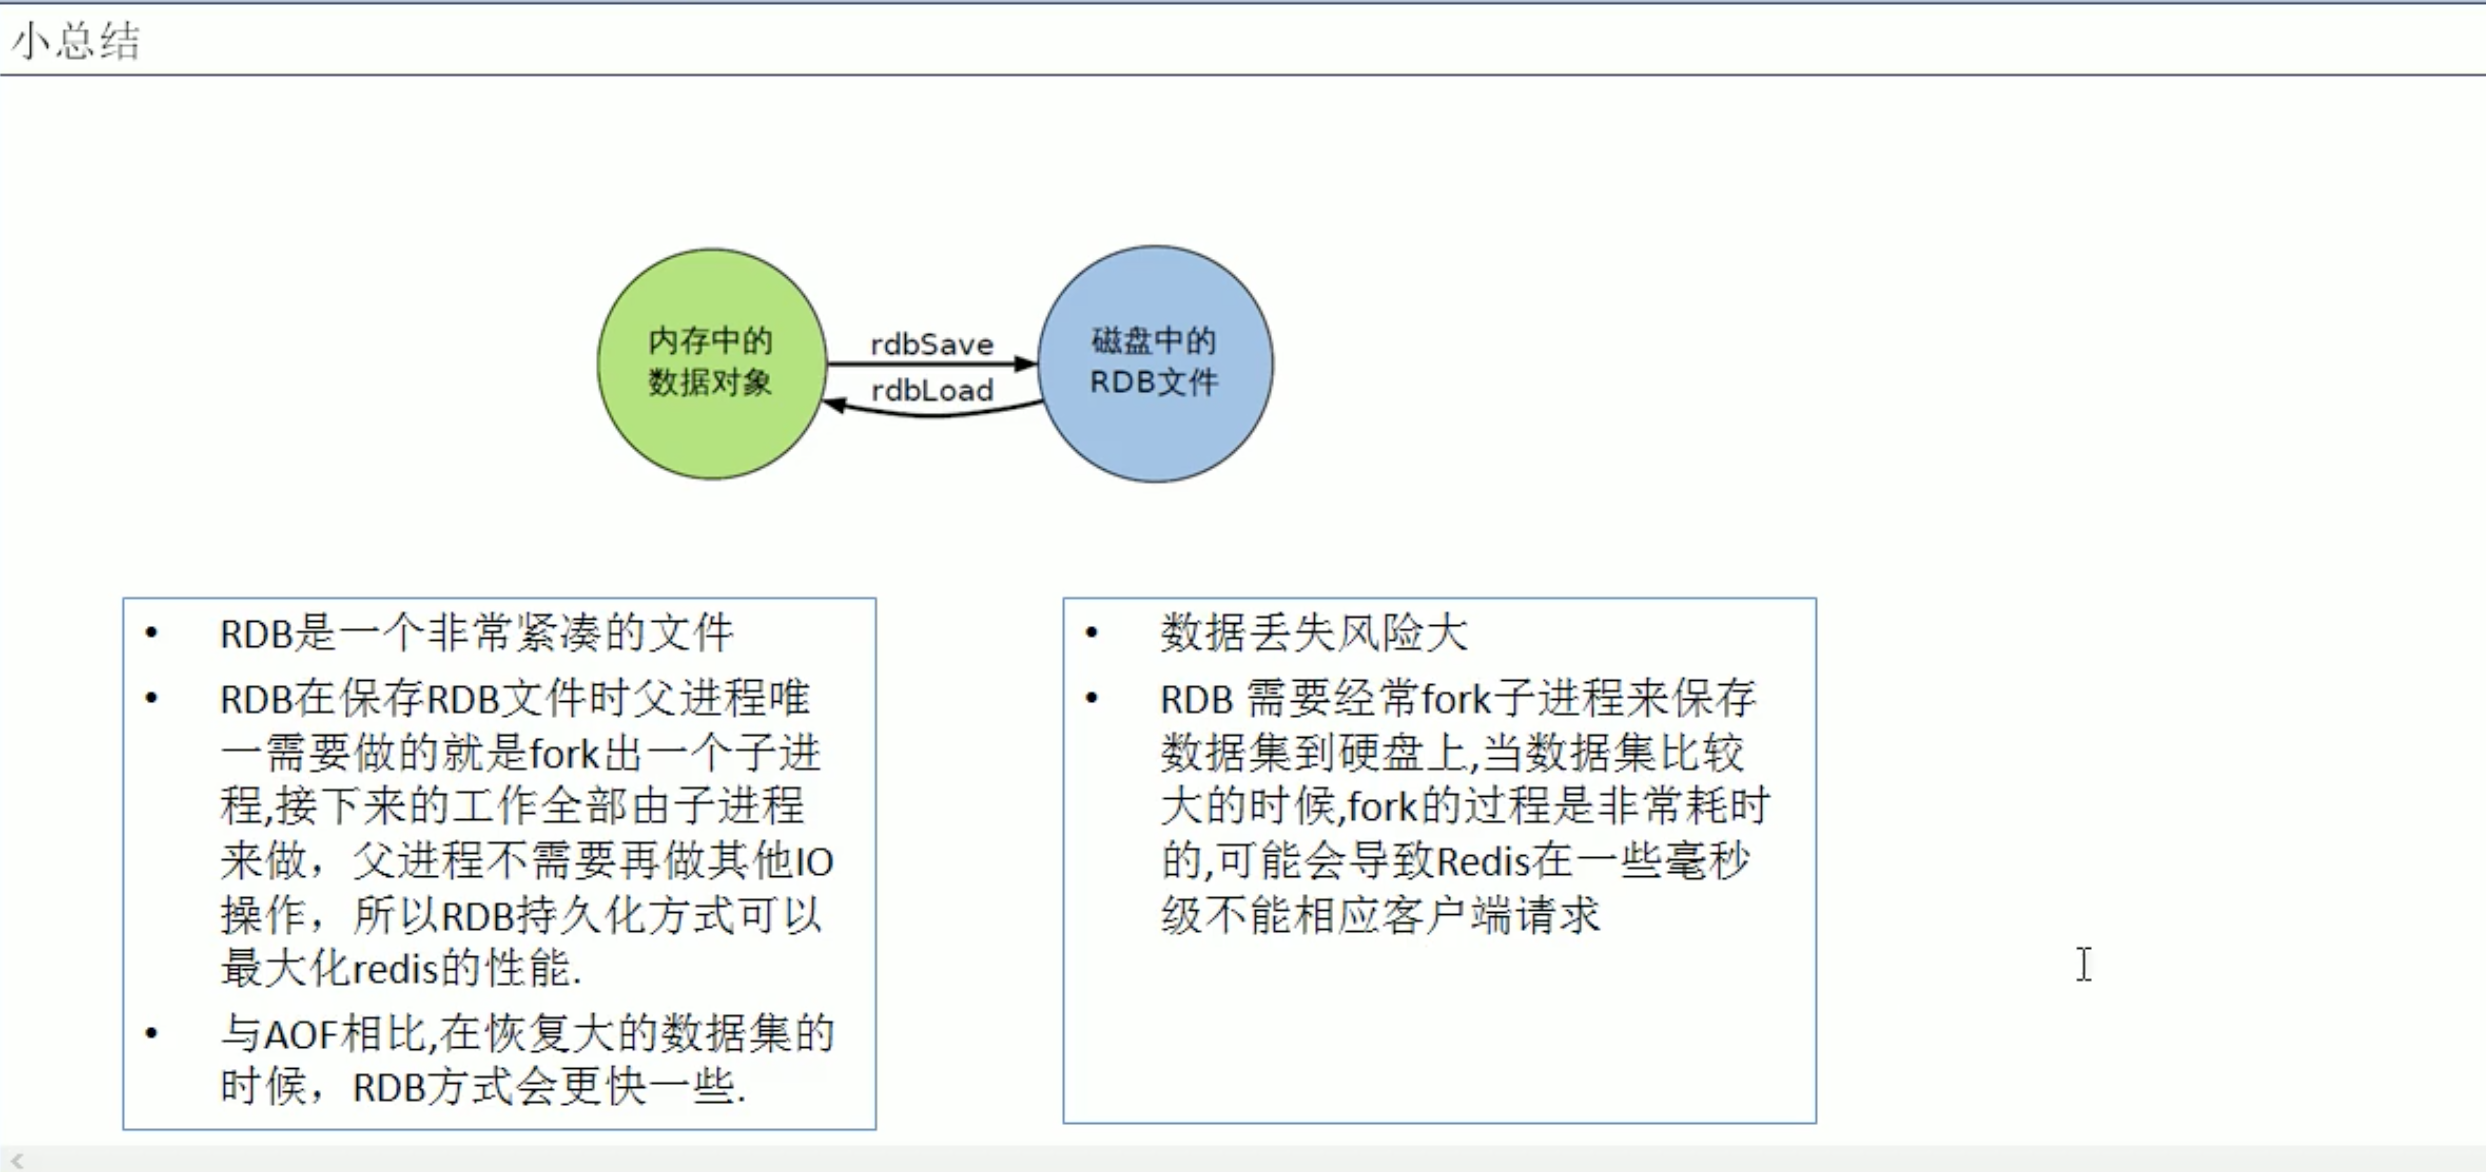 小总结
内存中的
数据对象
rdbSave
rdbLoad
磁盘中的
RDB文件
• RDB是一个非常紧凑的文件
• RDB在保存RDB文件时父进程唯
一需要做的就是fork出一个子进
程,接下来的工作全部由子进程
来做，父进程不需要再做其他IO
操作，所以RDB持久化方式可以
最大化redis的性能.
• 与AOF相比,在恢复大的数据集的
时候，RDB方式会更快一些.
• 数据丢失风险大
• RDB 需要经常fork子进程来保存
数据集到硬盘上,当数据集比较
大的时候,fork的过程是非常耗时
的,可能会导致Redis在一些毫秒
级不能相应客户端请求